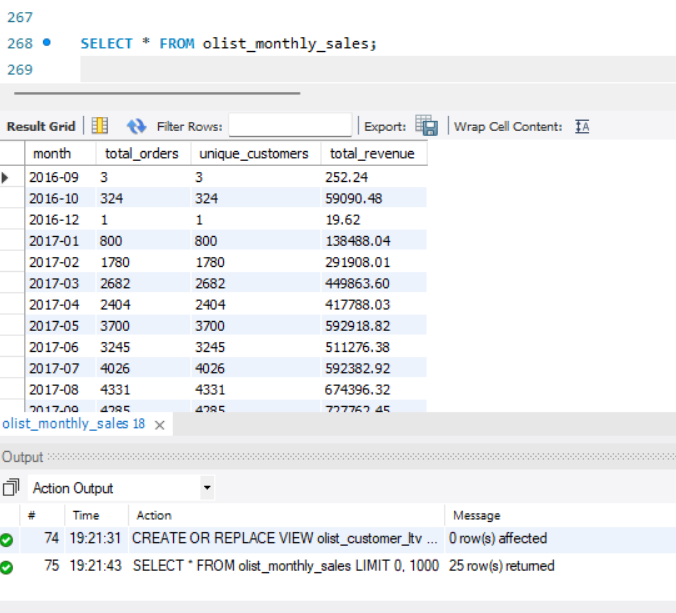 267
268 SELECT * FROM olist_monthly_sales;
269
Result Grid Filter Rows: Export: Wrap Cell Content:
month total_orders unique_customers total_revenue
2016-09 3 3 252.24
2016-10 324 324 59090.48
2016-12 1 1 19.62
2017-01 800 800 138488.04
2017-02 1780 1780 291908.01
2017-03 2682 2682 449863.60
2017-04 2404 2404 417788.03
2017-05 3700 3700 592918.82
2017-06 3245 3245 511276.38
2017-07 4026 4026 592382.92
2017-08 4331 4331 674396.32
2017-09 4285 4285 727762.45
olist_monthly_sales 18
Output
Action Output
# Time Action Message
74 19:21:31 CREATE OR REPLACE VIEW olist_customer_ltv ... 0 row(s) affected
75 19:21:43 SELECT * FROM olist_monthly_sales LIMIT 0, 1000 25 row(s) returned